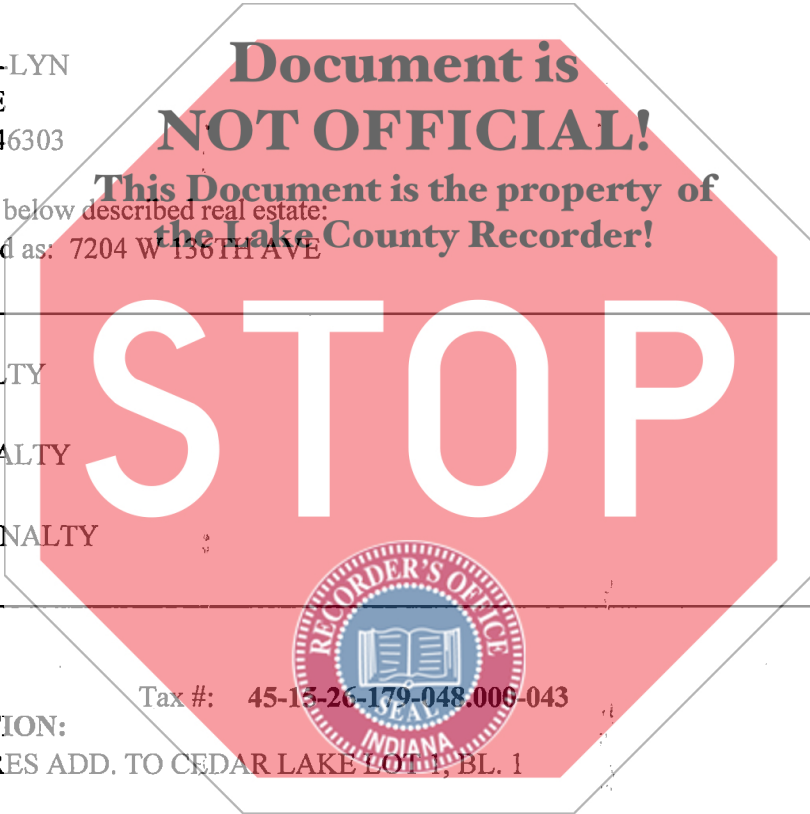 -LYN
Document is
E
NOT OFFICIAL!
46303
This Document is the property of
below described real estate:
the Lake County Recorder!
d as: 7204 W 136TH AVE
STOP
LTY
ALTY
NALTY
RECORDER'S OFFICE
SEAL
INDIANA
Tax #: 45-15-26-179-048.000-043
ION:
RES ADD. TO CEDAR LAKE LOT 1, BL. 1